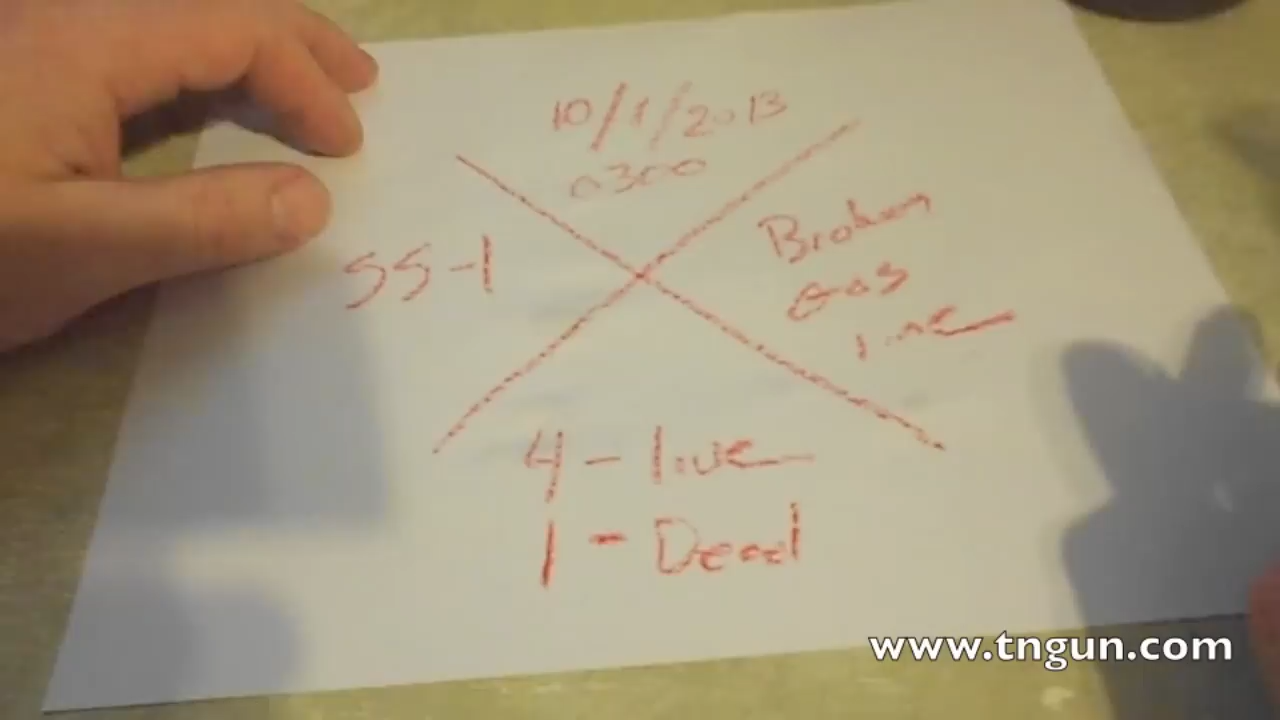 10/1/2013
0300
SS-1
Broken
Gas
line
4 - live
1 - Dead
www.tngun.com